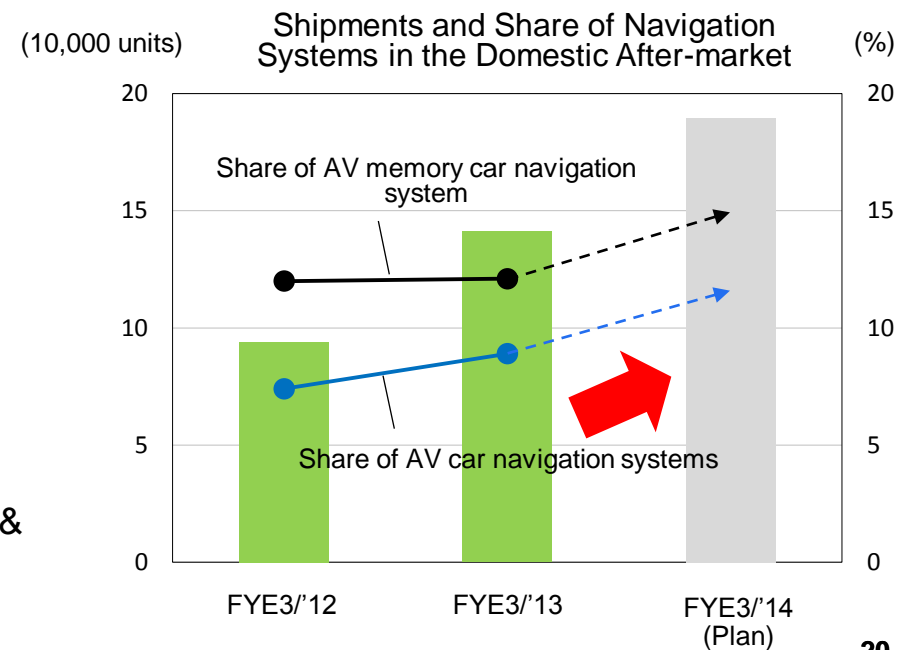 Shipments and Share of Navigation
Systems in the Domestic After-market
(10,000 units)
(%)
20
20
Share of AV memory car navigation
system
15
15
10
10
5
5
Share of AV car navigation systems
&
0
0
FYE3/’12
FYE3/’13
FYE3/’14
(Plan)